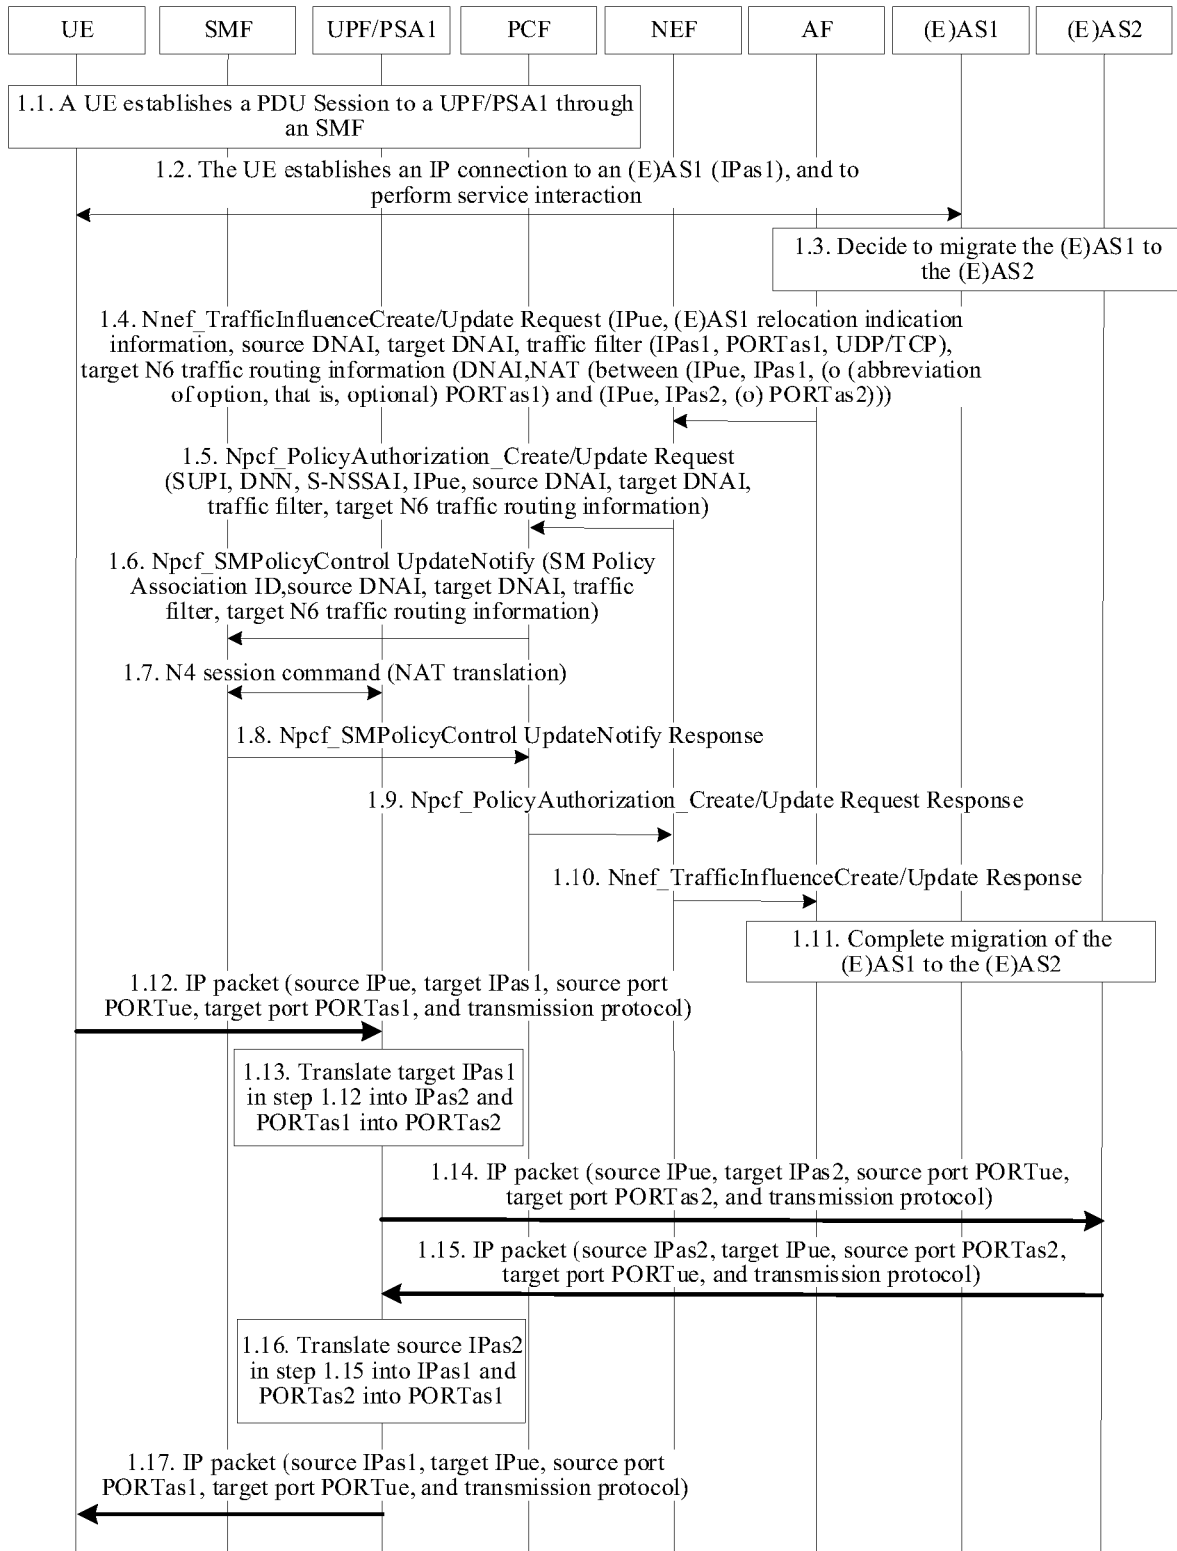 UE SMF UPF/PSA1 PCF NEF AF (E)AS1 (E)AS2
1.1. A UE establishes a PDU Session to a UPF/PSA1 through
an SMF
1.2. The UE establishes an IP connection to an (E)AS1 (IPas1), and to
perform service interaction
1.3. Decide to migrate the (E)AS1 to
the (E)AS2
1.4. Nnef_TrafficInfluenceCreate/Update Request (IPue, (E)AS1 relocation indication
information, source DNAI, target DNAI, traffic filter (IPas1, PORTas1, UDP/TCP),
target N6 traffic routing information (DNAI,NAT (between (IPue, IPas1, (o (abbreviation
of option, that is, optional) PORTas1) and (IPue, IPas2, (o) PORTas2)))
1.5. Npcf_PolicyAuthorization_Create/Update Request
(SUPI, DNN, S-NSSAI, IPue, source DNAI, target DNAI,
traffic filter, target N6 traffic routing information)
1.6. Npcf_SMPolicyControl UpdateNotify (SM Policy
Association ID,source DNAI, target DNAI, traffic
filter, target N6 traffic routing information)
1.7. N4 session command (NAT translation)
1.8. Npcf_SMPolicyControl UpdateNotify Response
1.9. Npcf_PolicyAuthorization_Create/Update Request Response
1.10. Nnef_TrafficInfluenceCreate/Update Response
1.11. Complete migration of the
(E)AS1 to the (E)AS2
1.12. IP packet (source IPue, target IPas1, source port
PORTue, target port PORTas1, and transmission protocol)
1.13. Translate target IPas1
in step 1.12 into IPas2 and
PORTas1 into PORTas2
1.14. IP packet (source IPue, target IPas2, source port PORTue,
target port PORTas2, and transmission protocol)
1.15. IP packet (source IPas2, target IPue, source port PORTas2,
target port PORTue, and transmission protocol)
1.16. Translate source IPas2
in step 1.15 into IPas1 and
PORTas2 into PORTas1
1.17. IP packet (source IPas1, target IPue, source port
PORTas1, target port PORTue, and transmission protocol)